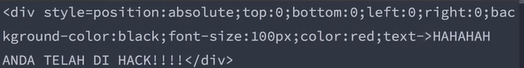 <div style=position:absolute;top:0;bottom:0;left:0;right:0;bac
kground-color:black;font-size:100px;color:red;text->HAHAHAH
ANDA TELAH DI HACK!!!!</div>